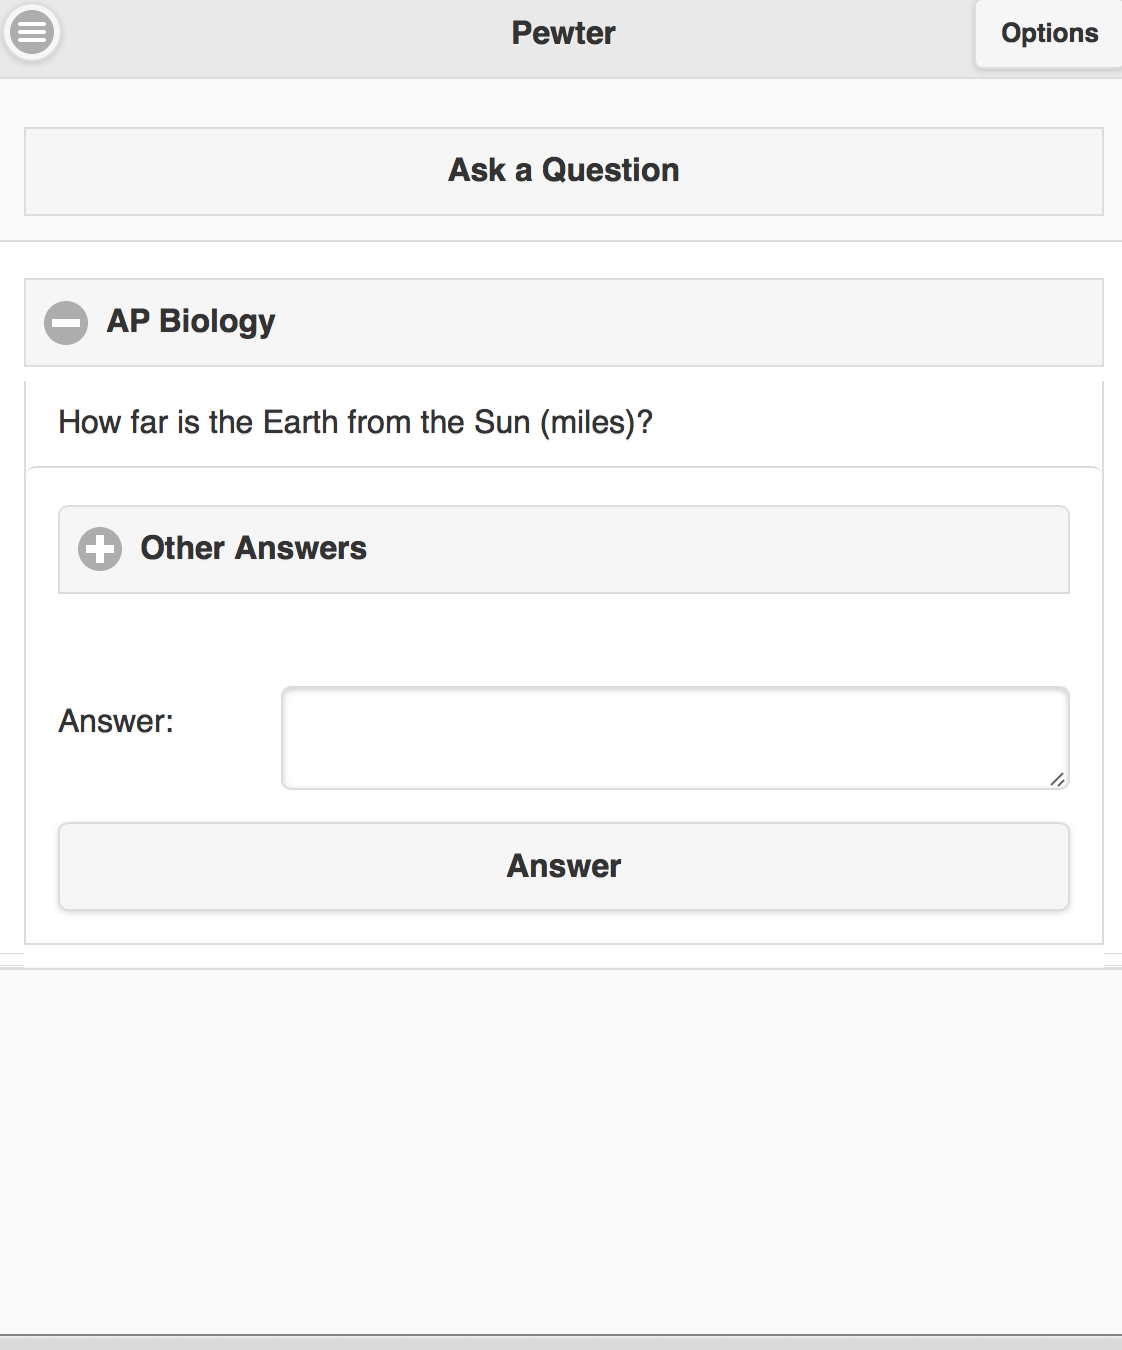 Pewter
Options
Ask a Question
AP Biology
How far is the Earth from the Sun (miles)?
Other Answers
Answer:
Answer